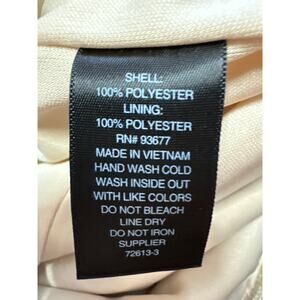 SHELL:
100% POLYESTER
LINING:
100% POLYESTER
RN# 93677
MADE IN VIETNAM
HAND WASH COLD
WASH INSIDE OUT
WITH LIKE COLORS
DO NOT BLEACH
LINE DRY
DO NOT IRON
SUPPLIER
72613-3